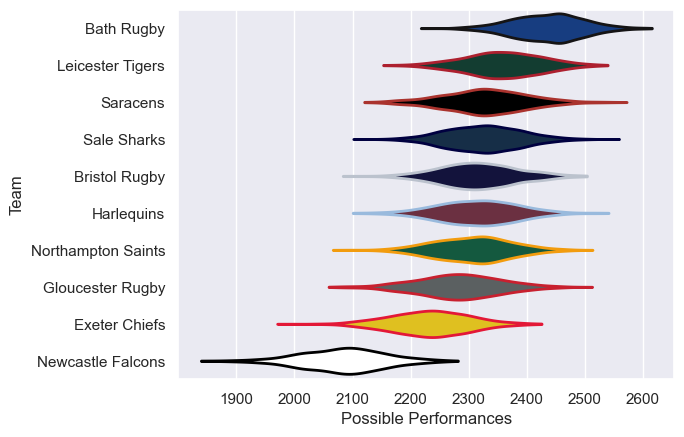 Team
Bath Rugby
Leicester Tigers
Saracens
Sale Sharks
Bristol Rugby
Harlequins
Northampton Saints
Gloucester Rugby
Exeter Chiefs
Newcastle Falcons
1900 2000 2100 2200 2300 2400 2500 2600
Possible Performances